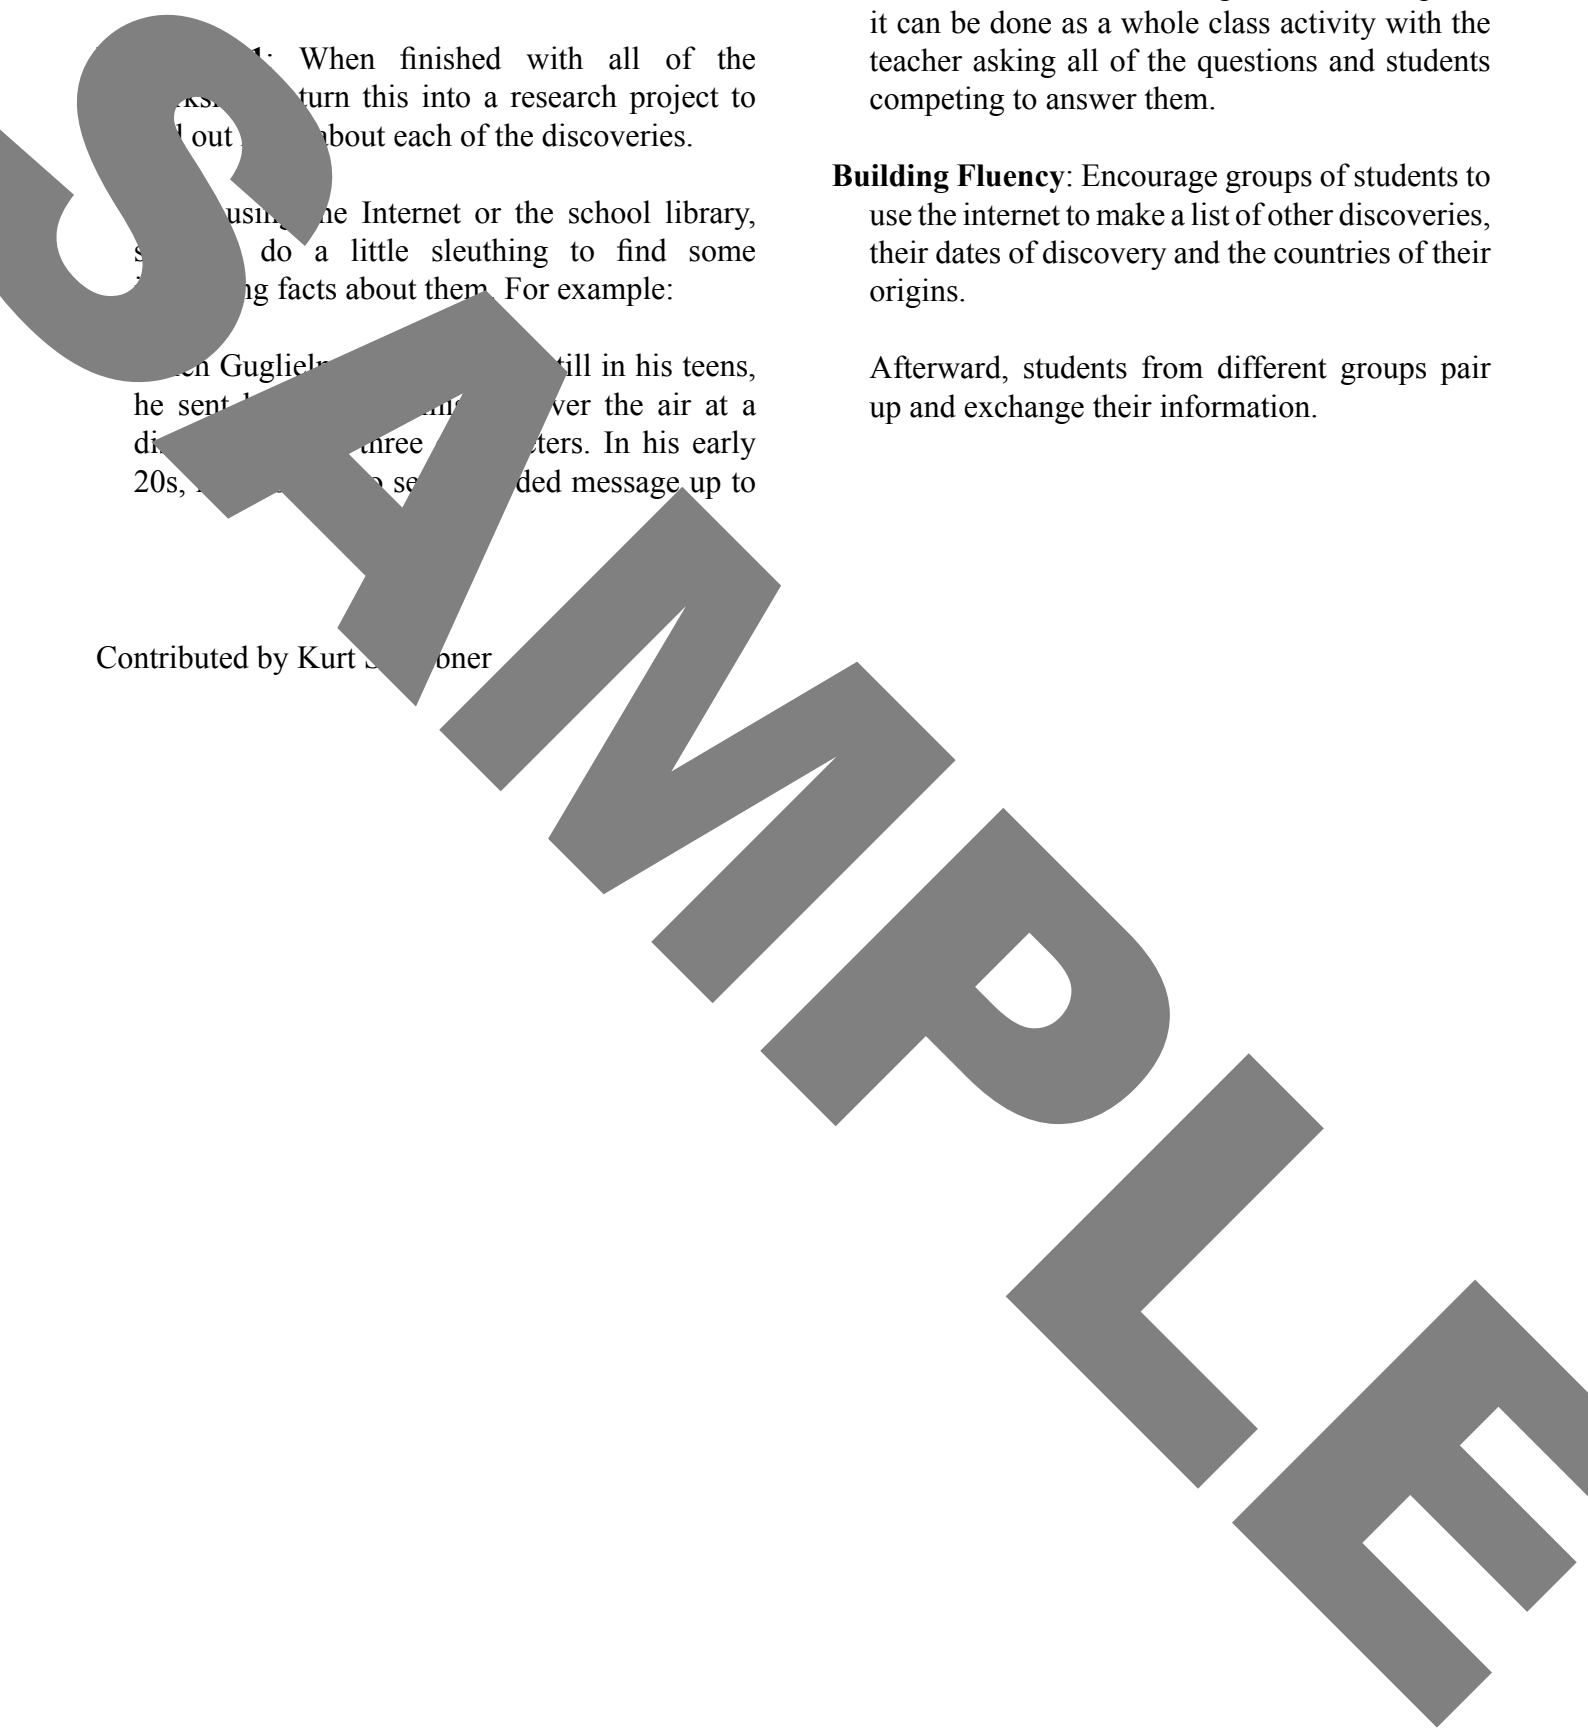 : When finished with all of the
turn this into a research project to
out about each of the discoveries.
the Internet or the school library,
do a little sleuthing to find some
facts about them. For example:
still in his teens,
he sent over the air at a
three In his early
20s, message up to
Contributed by Kurt
it can be done as a whole class activity with the
teacher asking all of the questions and students
competing to answer them.
Building Fluency: Encourage groups of students to
use the internet to make a list of other discoveries,
their dates of discovery and the countries of their
origins.
Afterward, students from different groups pair
up and exchange their information.
SAMPLE